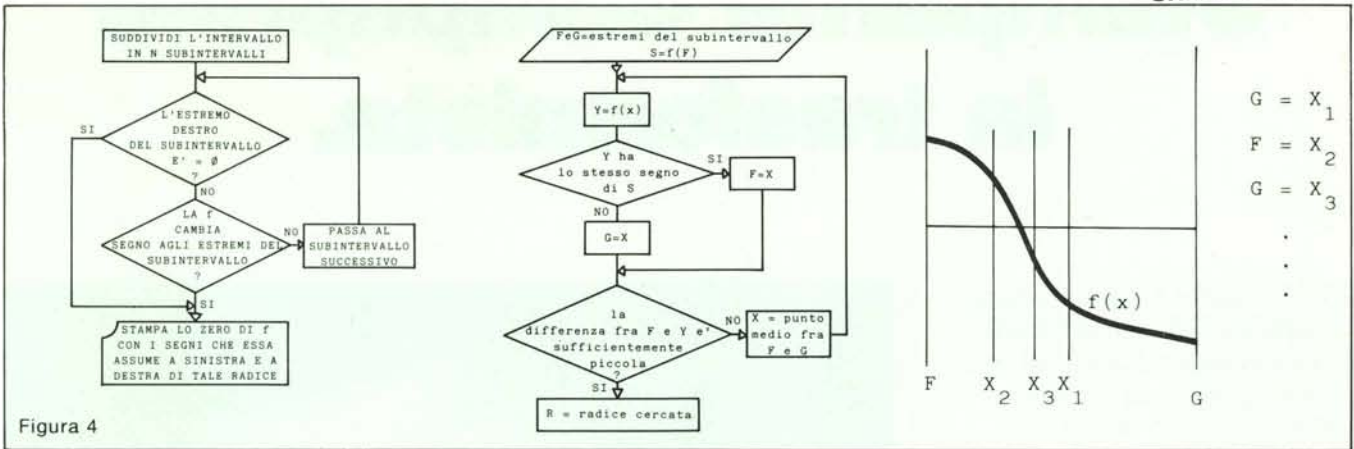 SUDDIVIDI L'INTERVALLO
IN N SUBINTERVALLI
L'ESTREMO
DESTRO
DEL SUBINTERVALLO
E' = Ø
?
SI
NO
LA f
CAMBIA
SEGNO AGLI ESTREMI DEL
SUBINTERVALLO
?
NO
PASSA AL
SUBINTERVALLO
SUCCESSIVO
SI
STAMPA LO ZERO DI f
CON I SEGNI CHE ESSA
ASSUME A SINISTRA E A
DESTRA DI TALE RADICE
FeG=estremi del subintervallo
S=f(F)
Y=f(x)
Y ha
lo stesso segno
di S
SI
F=X
NO
G=X
la
differenza fra F e Y e'
sufficientemente
piccola
?
NO
X = punto
medio fra
F e G
SI
R = radice cercata
f(x)
F X2 X3 X1 G
G = X1
F = X2
G = X3
.
.
.
Figura 4